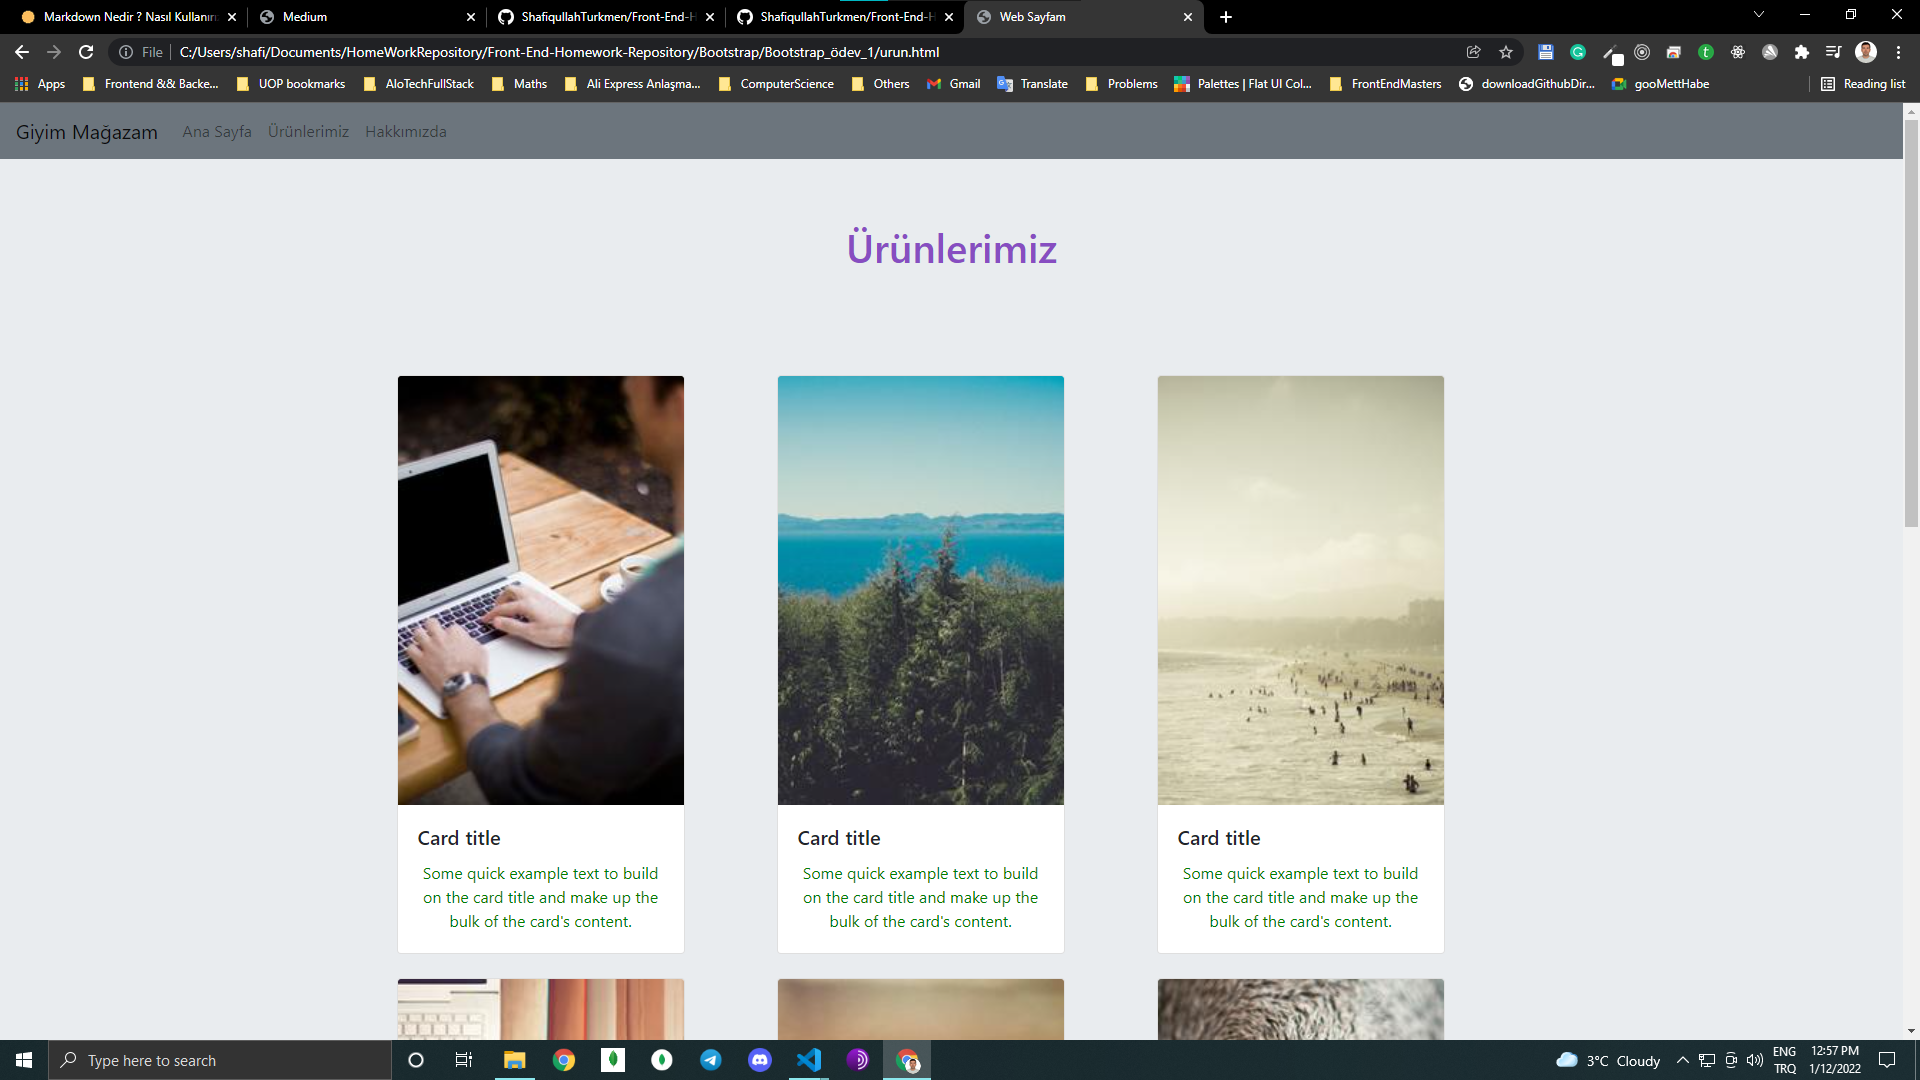 Markdown Nedir ? Nasıl Kullanır
Medium
ShafiqullahTurkmen/Front-End-H
ShafiqullahTurkmen/Front-End-H
Web Sayfam
File
C:/Users/shafi/Documents/HomeWorkRepository/Front-End-Homework-Repository/Bootstrap/Bootstrap_ödev_1/urun.html
Apps
Frontend && Backe...
UOP bookmarks
AloTechFullStack
Maths
Ali Express Anlaşma...
ComputerScience
Others
Gmail
Translate
Problems
Palettes | Flat UI Col...
FrontEndMasters
downloadGithubDir...
gooMettHabe
Reading list
Giyim Mağazam
Ana Sayfa
Ürünlerimiz
Hakkımızda
Ürünlerimiz
Card title
Some quick example text to build
on the card title and make up the
bulk of the card's content.
Card title
Some quick example text to build
on the card title and make up the
bulk of the card's content.
Card title
Some quick example text to build
on the card title and make up the
bulk of the card's content.
Type here to search
3°C Cloudy
ENG
TRQ
12:57 PM
1/12/2022